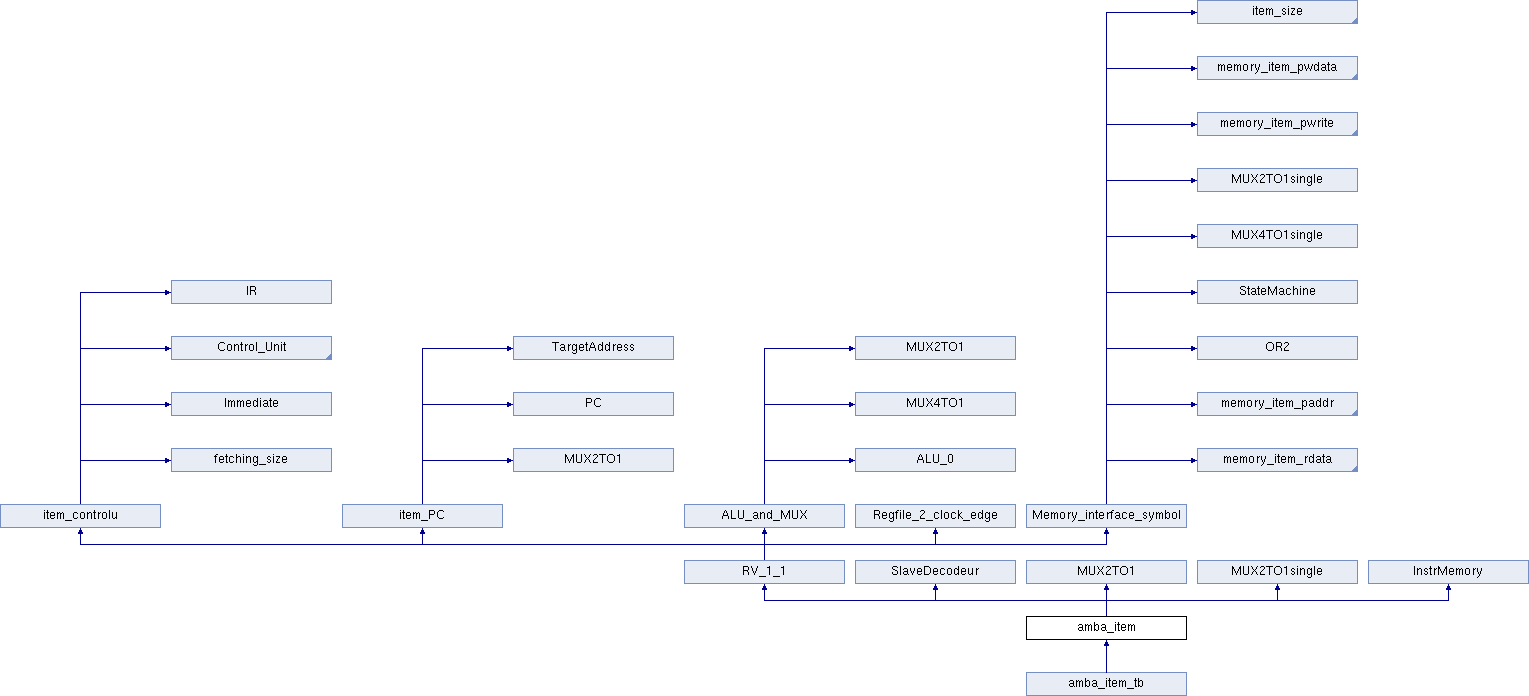 item_size
memory_item_pwdata
memory_item_pwrite
MUX2TO1single
MUX4TO1single
IR
StateMachine
Control_Unit
TargetAddress
MUX2TO1
OR2
Immediate
PC
MUX4TO1
memory_item_paddr
fetching_size
MUX2TO1
ALU_0
memory_item_rdata
item_controlu
item_PC
ALU_and_MUX
Regfile_2_clock_edge
Memory_interface_symbol
RV_1_1
SlaveDecodeur
MUX2TO1
MUX2TO1single
InstrMemory
amba_item
amba_item_tb